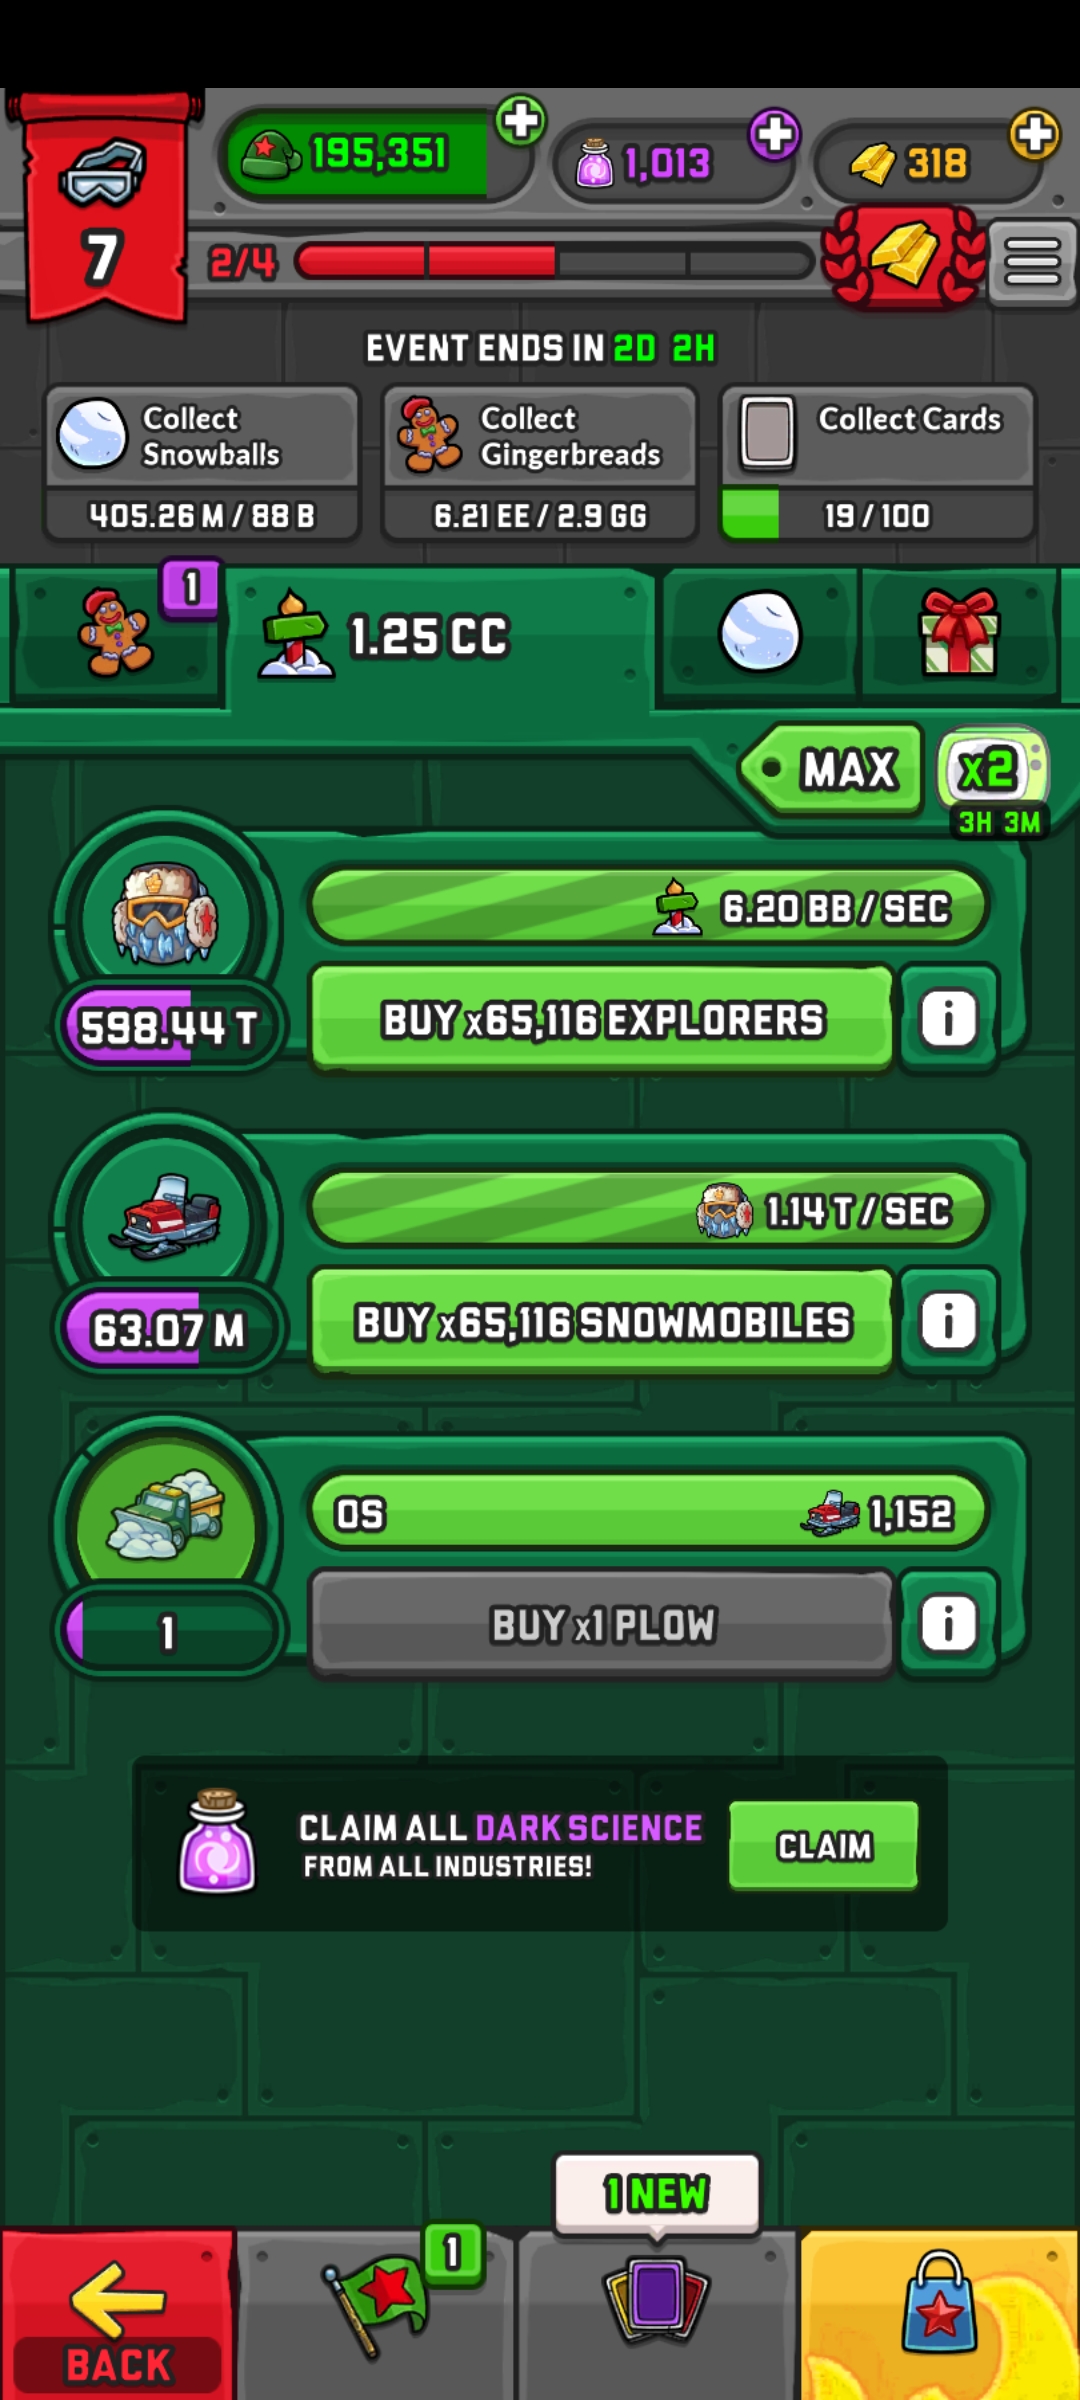 195,351
1,013
318
7
2/4
EVENT ENDS IN 2D 2H
Collect
Snowballs
405.26 M / 88 B
Collect
Gingerbreads
6.21 EE / 2.9 GG
Collect Cards
19 / 100
1
1.25 CC
MAX
x2
3H 3M
6.20 BB / SEC
598.44 T
BUY x65,116 EXPLORERS
i
1.14 T / SEC
63.07 M
BUY x65,116 SNOWMOBILES
i
0S
1,152
1
BUY x1 PLOW
i
CLAIM ALL DARK SCIENCE
FROM ALL INDUSTRIES!
CLAIM
1 NEW
1
BACK